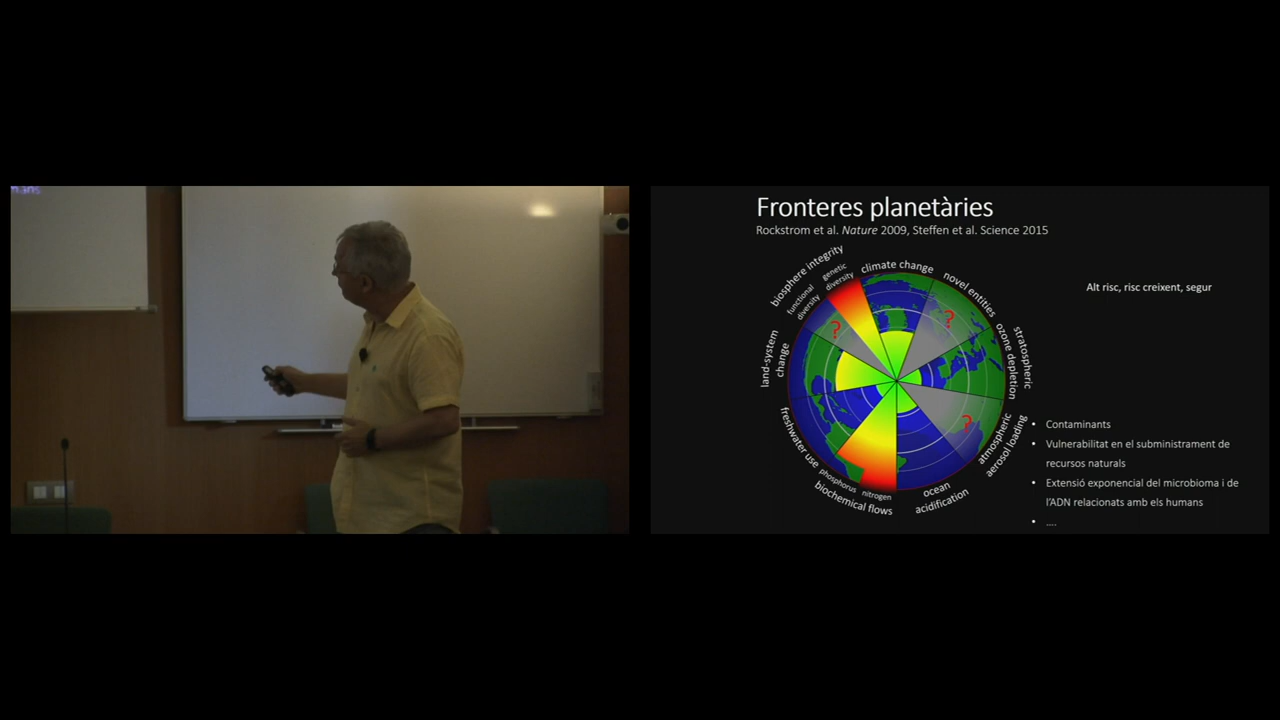 Fronteres planetàries
Rockstrom et al. Nature 2009, Steffen et al. Science 2015
biosphere integrity
genetic
diversity
functional
diversity
climate change
novel entities
stratospheric
ozone depletion
atmospheric
aerosol loading
ocean
acidification
phosphorus
nitrogen
biochemical flows
freshwater use
land-system
change
?
?
?
Alt risc, risc creixent, segur
• Contaminants
• Vulnerabilitat en el subministrament de
recursos naturals
• Extensió exponencial del microbioma i de
l'ADN relacionats amb els humans
• ....